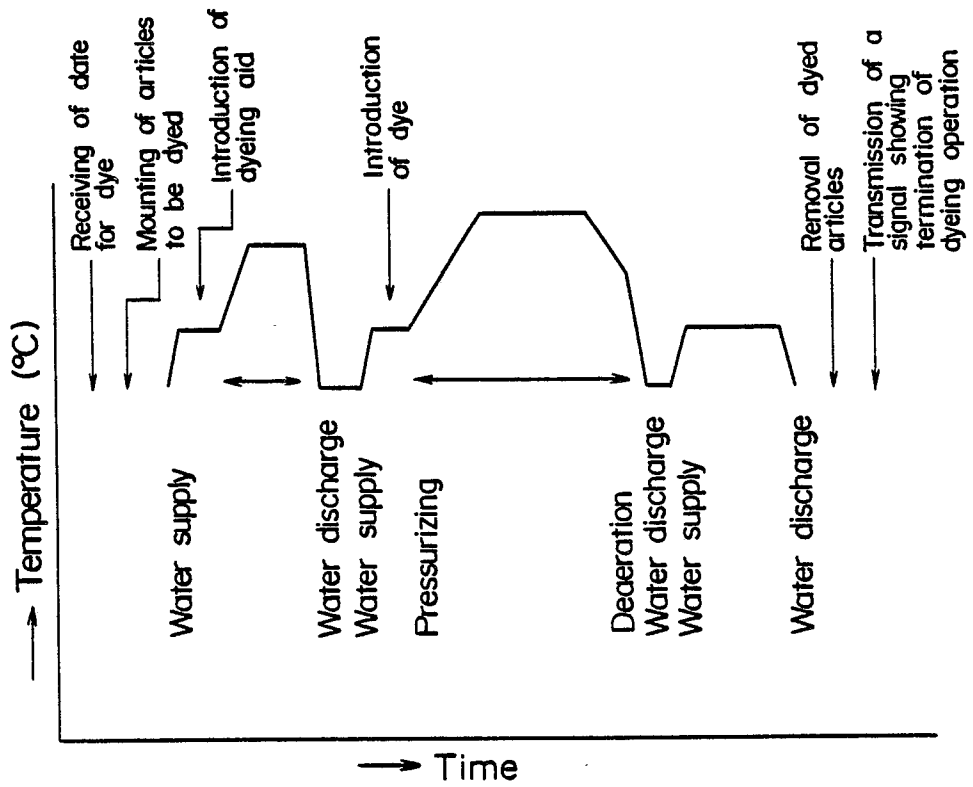 Temperature (°C)
Receiving of date
for dye
Mounting of articles
to be dyed
Introduction of
dyeing aid
Introduction
of dye
Removal of dyed
articles
Transmission of a
signal showing
termination of
dyeing operation
Water supply
Water discharge
Water supply
Pressurizing
Deaeration
Water discharge
Water supply
Water discharge
Time